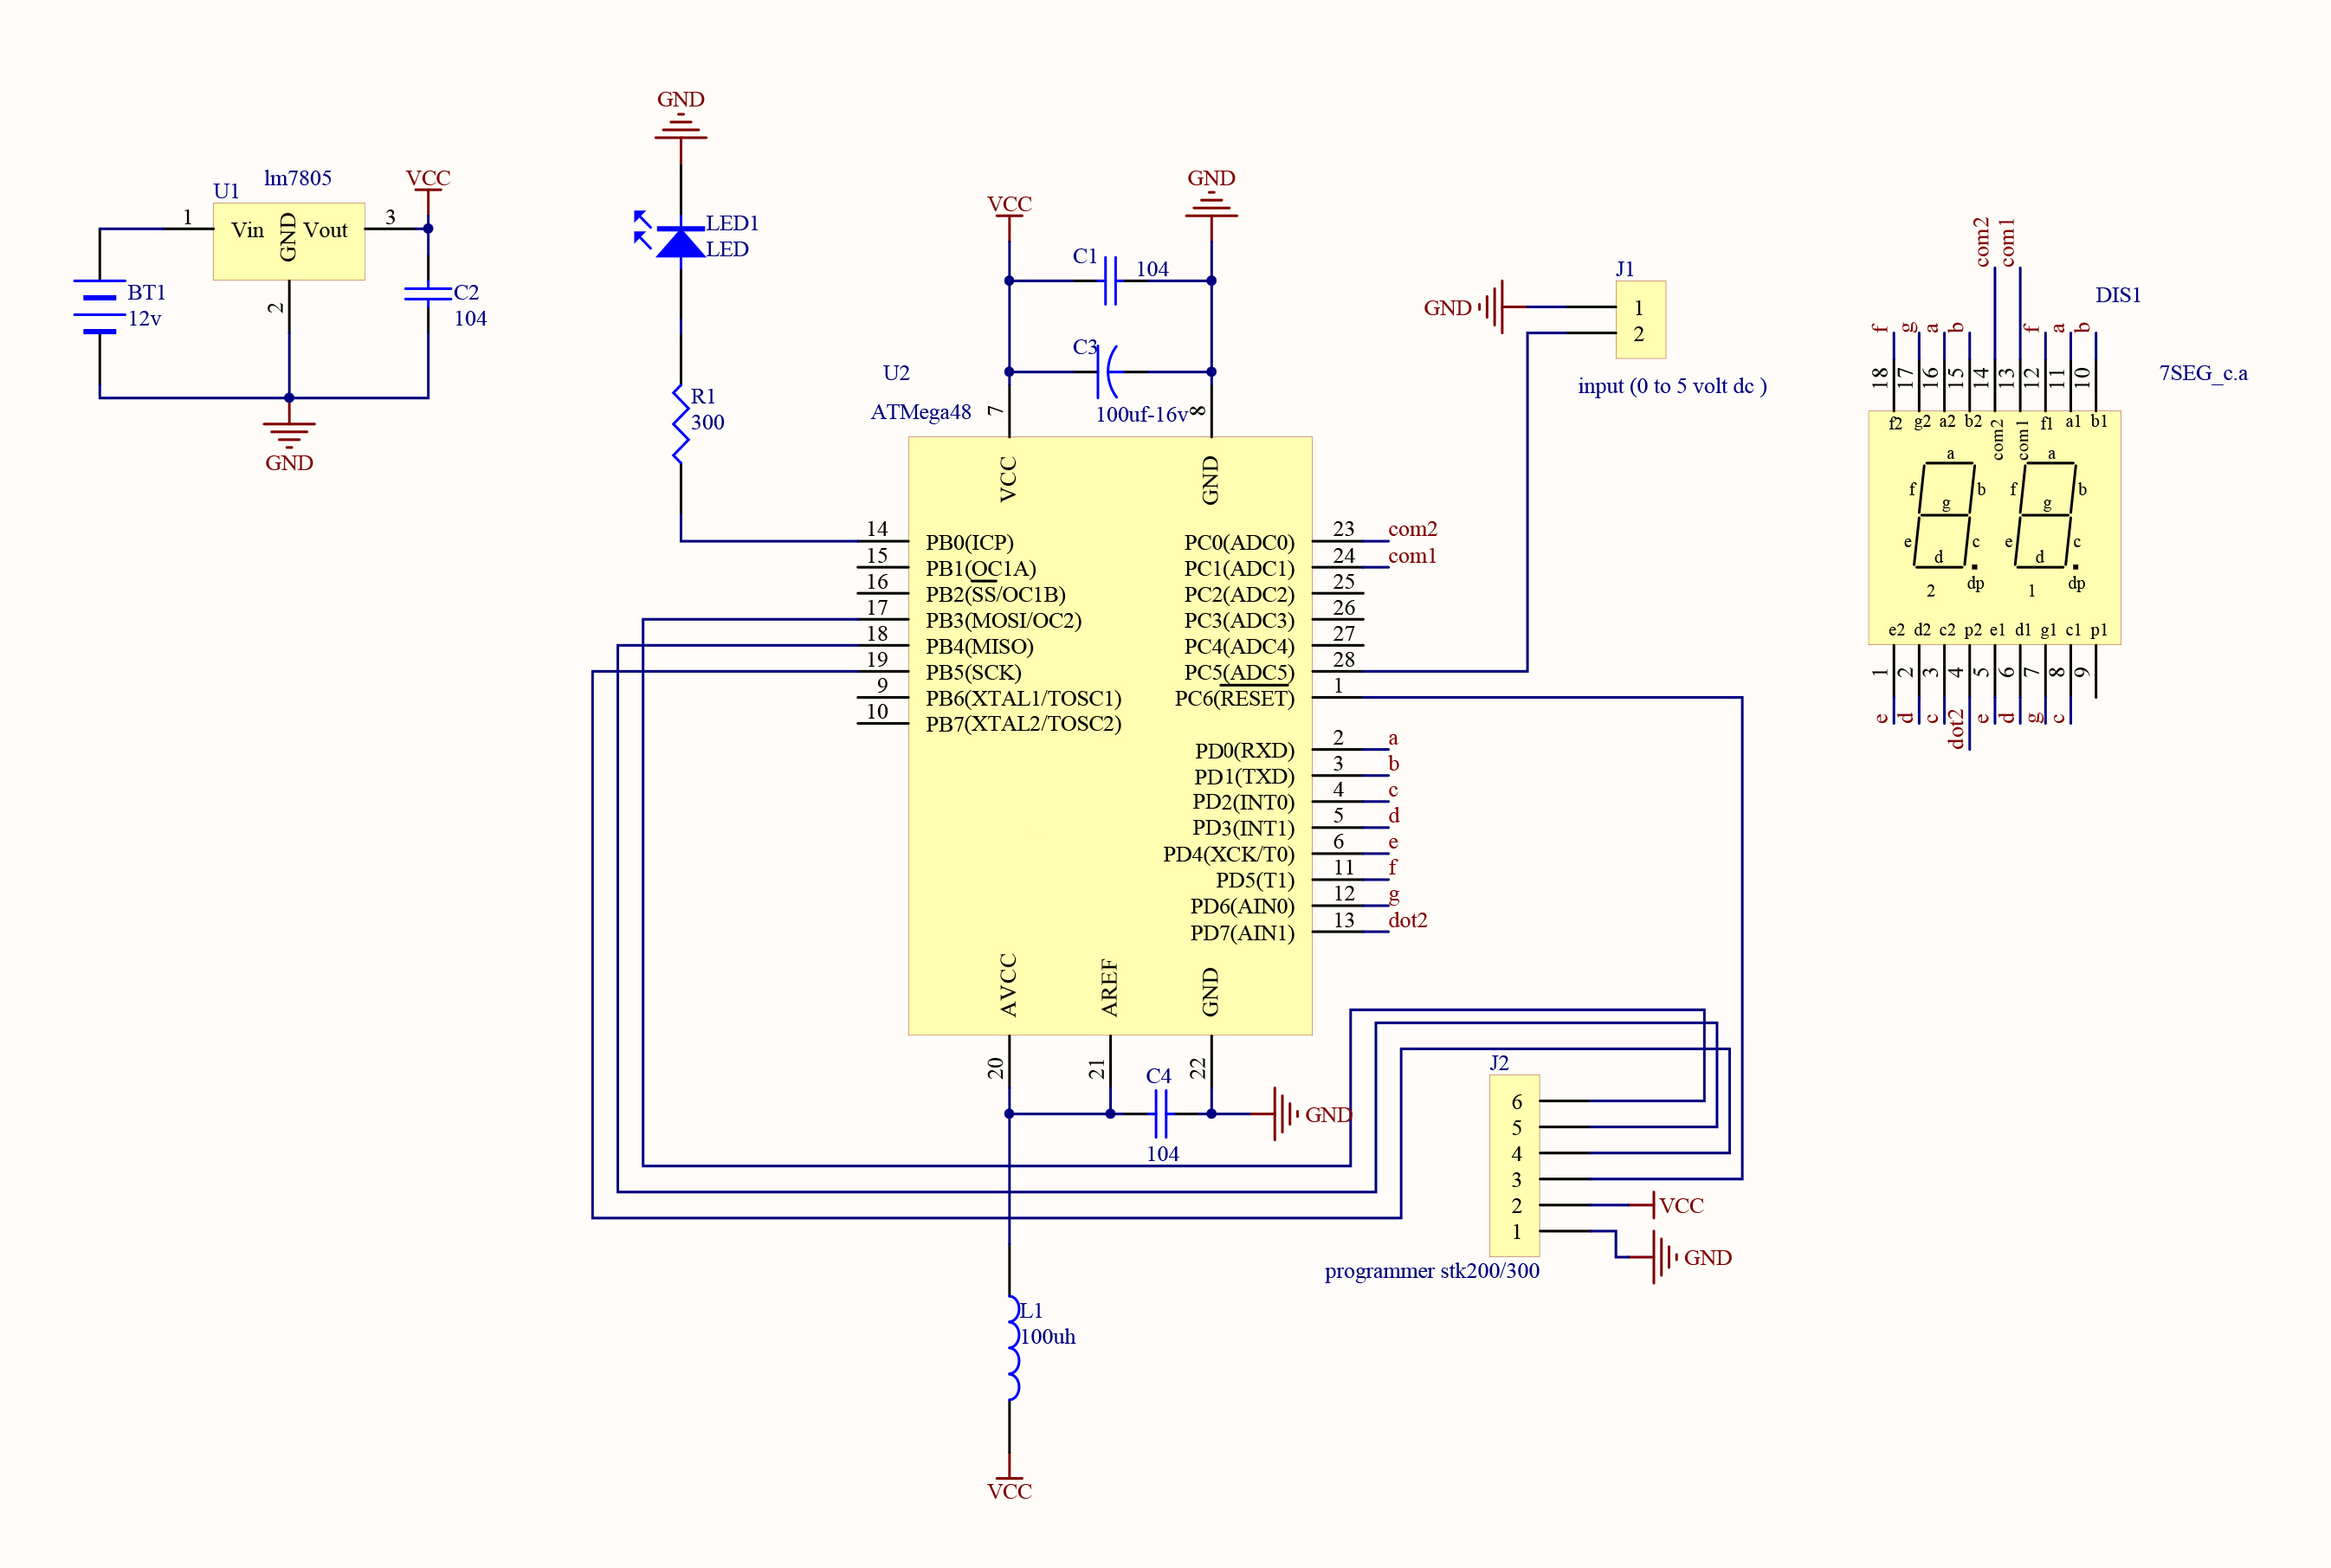 U1
lm7805
VCC
1
Vin
GND
Vout
3
2
BT1
12v
C2
104
GND
GND
LED1
LED
R1
300
VCC
GND
C1
104
C3
100uf-16v
U2
ATMega48
7
8
VCC
GND
14
PB0(ICP)
15
PB1(OC1A)
16
PB2(SS/OC1B)
17
PB3(MOSI/OC2)
18
PB4(MISO)
19
PB5(SCK)
9
PB6(XTAL1/TOSC1)
10
PB7(XTAL2/TOSC2)
PC0(ADC0)
23
com2
PC1(ADC1)
24
com1
PC2(ADC2)
25
PC3(ADC3)
26
PC4(ADC4)
27
PC5(ADC5)
28
PC6(RESET)
1
PD0(RXD)
2
a
PD1(TXD)
3
b
PD2(INT0)
4
c
PD3(INT1)
5
d
PD4(XCK/T0)
6
e
PD5(T1)
11
f
PD6(AIN0)
12
g
PD7(AIN1)
13
dot2
AVCC
AREF
GND
20
21
22
C4
104
GND
L1
100uh
VCC
J1
GND
1
2
input (0 to 5 volt dc )
J2
6
5
4
3
2
1
VCC
GND
programmer stk200/300
DIS1
7SEG_c.a
f g a b com2 com1 f a b
18 17 16 15 14 13 12 11 10
f2 g2 a2 b2 com2 com1 f1 a1 b1
a a
f b f b
g g
e c e c
d d
dp dp
2 1
e2 d2 c2 p2 e1 d1 g1 c1 p1
1 2 3 4 5 6 7 8 9
e d c dot2 e d g c